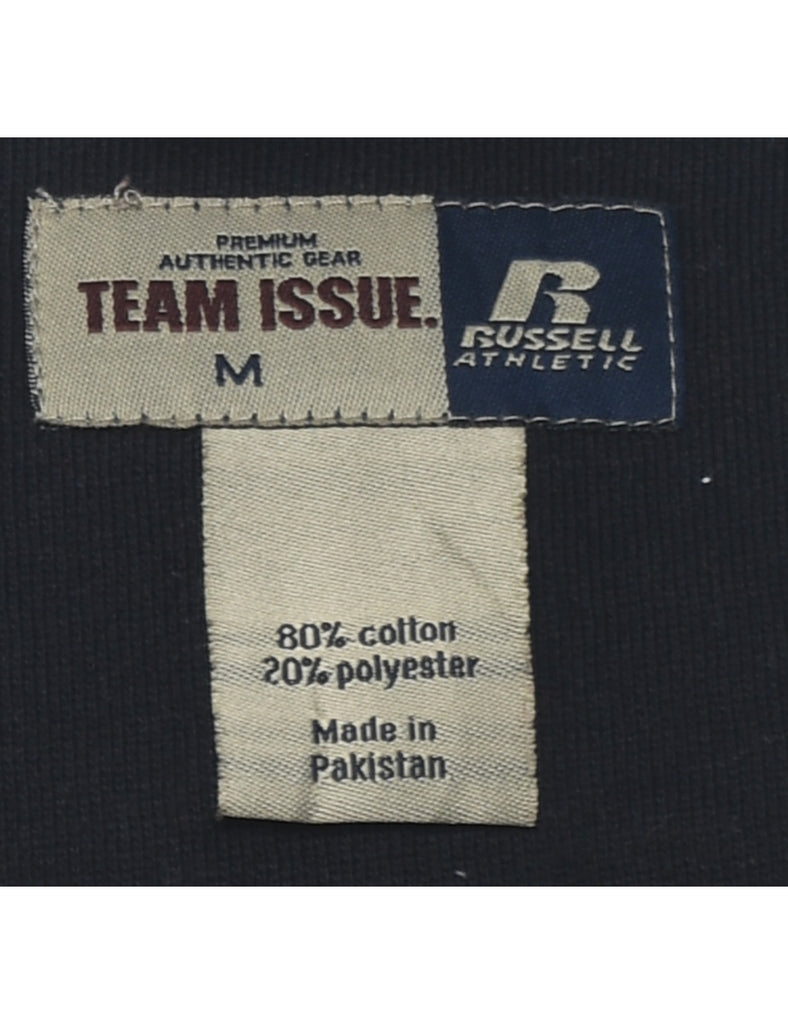 PREMIUM
AUTHENTIC GEAR
TEAM ISSUE.
M
R
RUSSELL
ATHLETIC
80% cotton
20% polyester
Made in
Pakistan